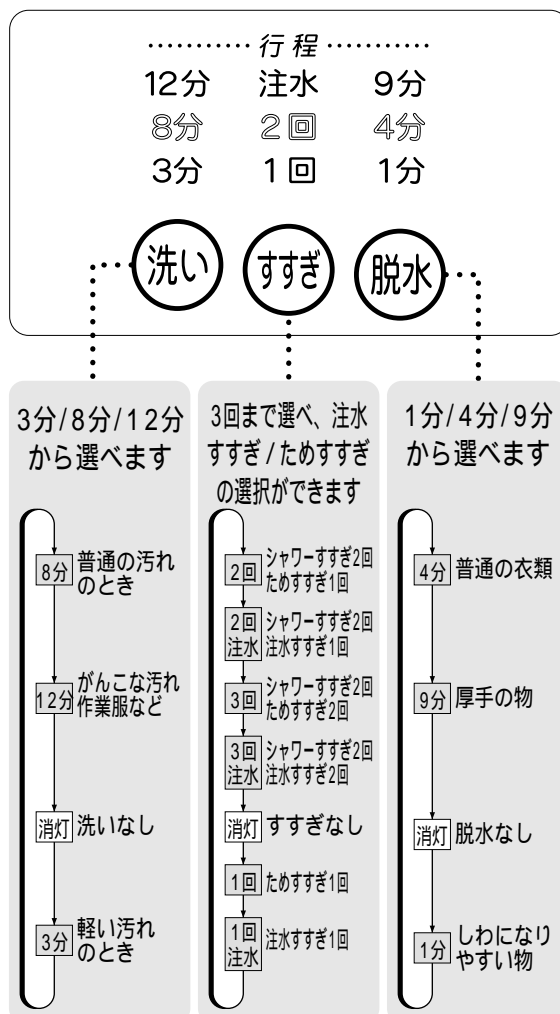 行程
12分 注水 9分
8分 2回 4分
3分 1回 1分
洗い すすぎ 脱水
3分/8分/12分
から選べます
8分 普通の汚れ
のとき
12分 がんこな汚れ
作業服など
消灯 洗いなし
3分 軽い汚れ
のとき
3回まで選べ、注水
すすぎ/ためすすぎ
の選択ができます
2回 シャワーすすぎ2回
ためすすぎ1回
2回 シャワーすすぎ2回
注水 注水すすぎ1回
3回 シャワーすすぎ2回
ためすすぎ2回
3回 シャワーすすぎ2回
注水 注水すすぎ2回
消灯 すすぎなし
1回 ためすすぎ1回
1回
注水 注水すすぎ1回
1分/4分/9分
から選べます
4分 普通の衣類
9分 厚手の物
消灯 脱水なし
1分 しわになり
やすい物